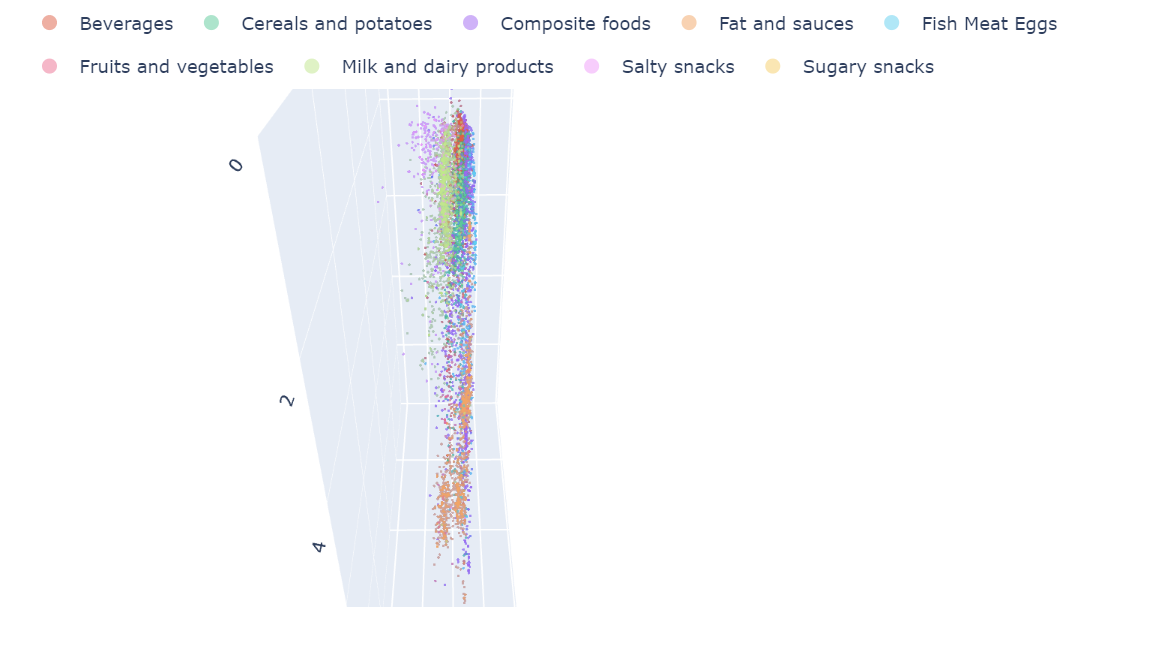 Beverages Cereals and potatoes Composite foods Fat and sauces Fish Meat Eggs
Fruits and vegetables Milk and dairy products Salty snacks Sugary snacks
0
2
4